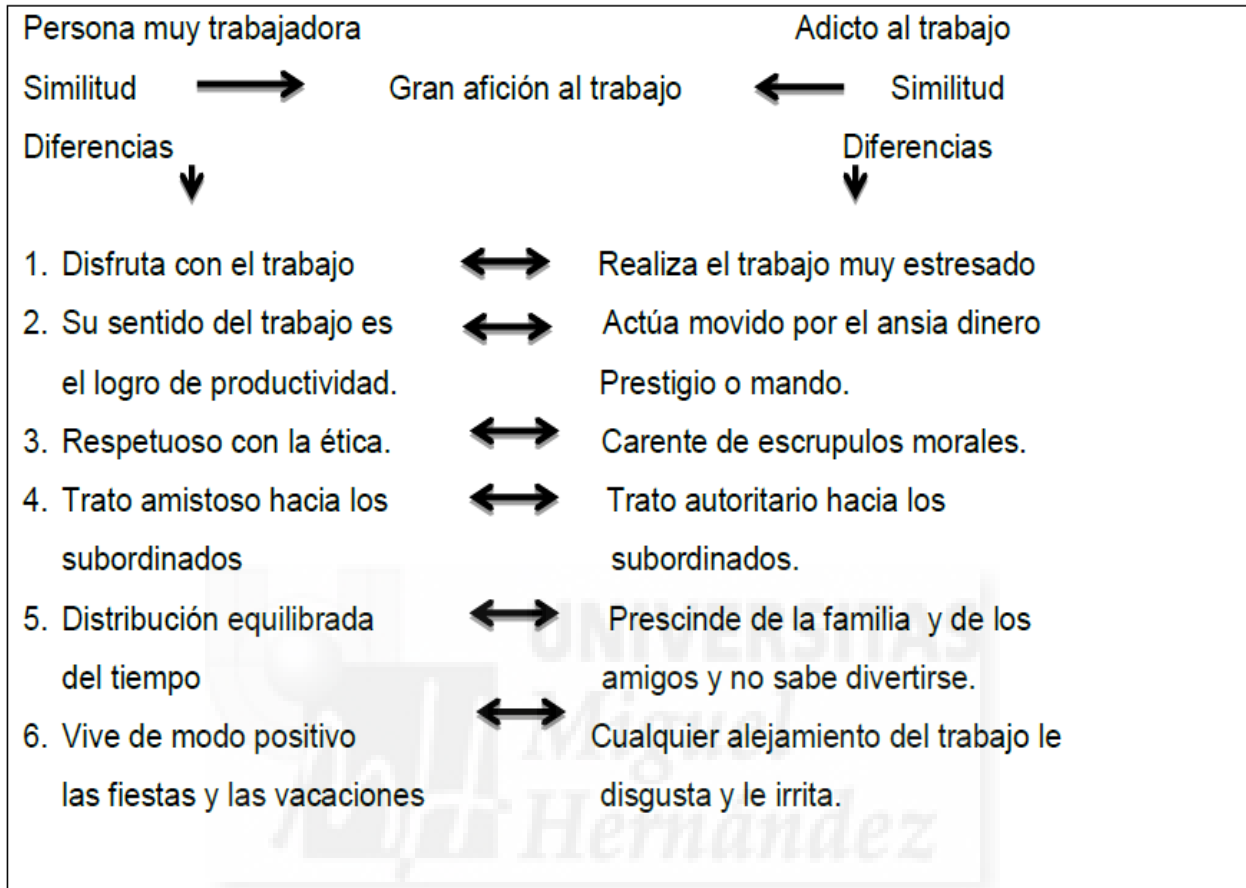 Persona muy trabajadora Adicto al trabajo
Similitud Gran afición al trabajo Similitud
Diferencias Diferencias
1. Disfruta con el trabajo Realiza el trabajo muy estresado
2. Su sentido del trabajo es Actúa movido por el ansia dinero
el logro de productividad. Prestigio o mando.
3. Respetuoso con la ética. Carente de escrupulos morales.
4. Trato amistoso hacia los Trato autoritario hacia los
subordinados subordinados.
5. Distribución equilibrada Prescinde de la familia y de los
del tiempo amigos y no sabe divertirse.
6. Vive de modo positivo Cualquier alejamiento del trabajo le
las fiestas y las vacaciones disgusta y le irrita.
UNIVERSITAS
Miguel
Hernández